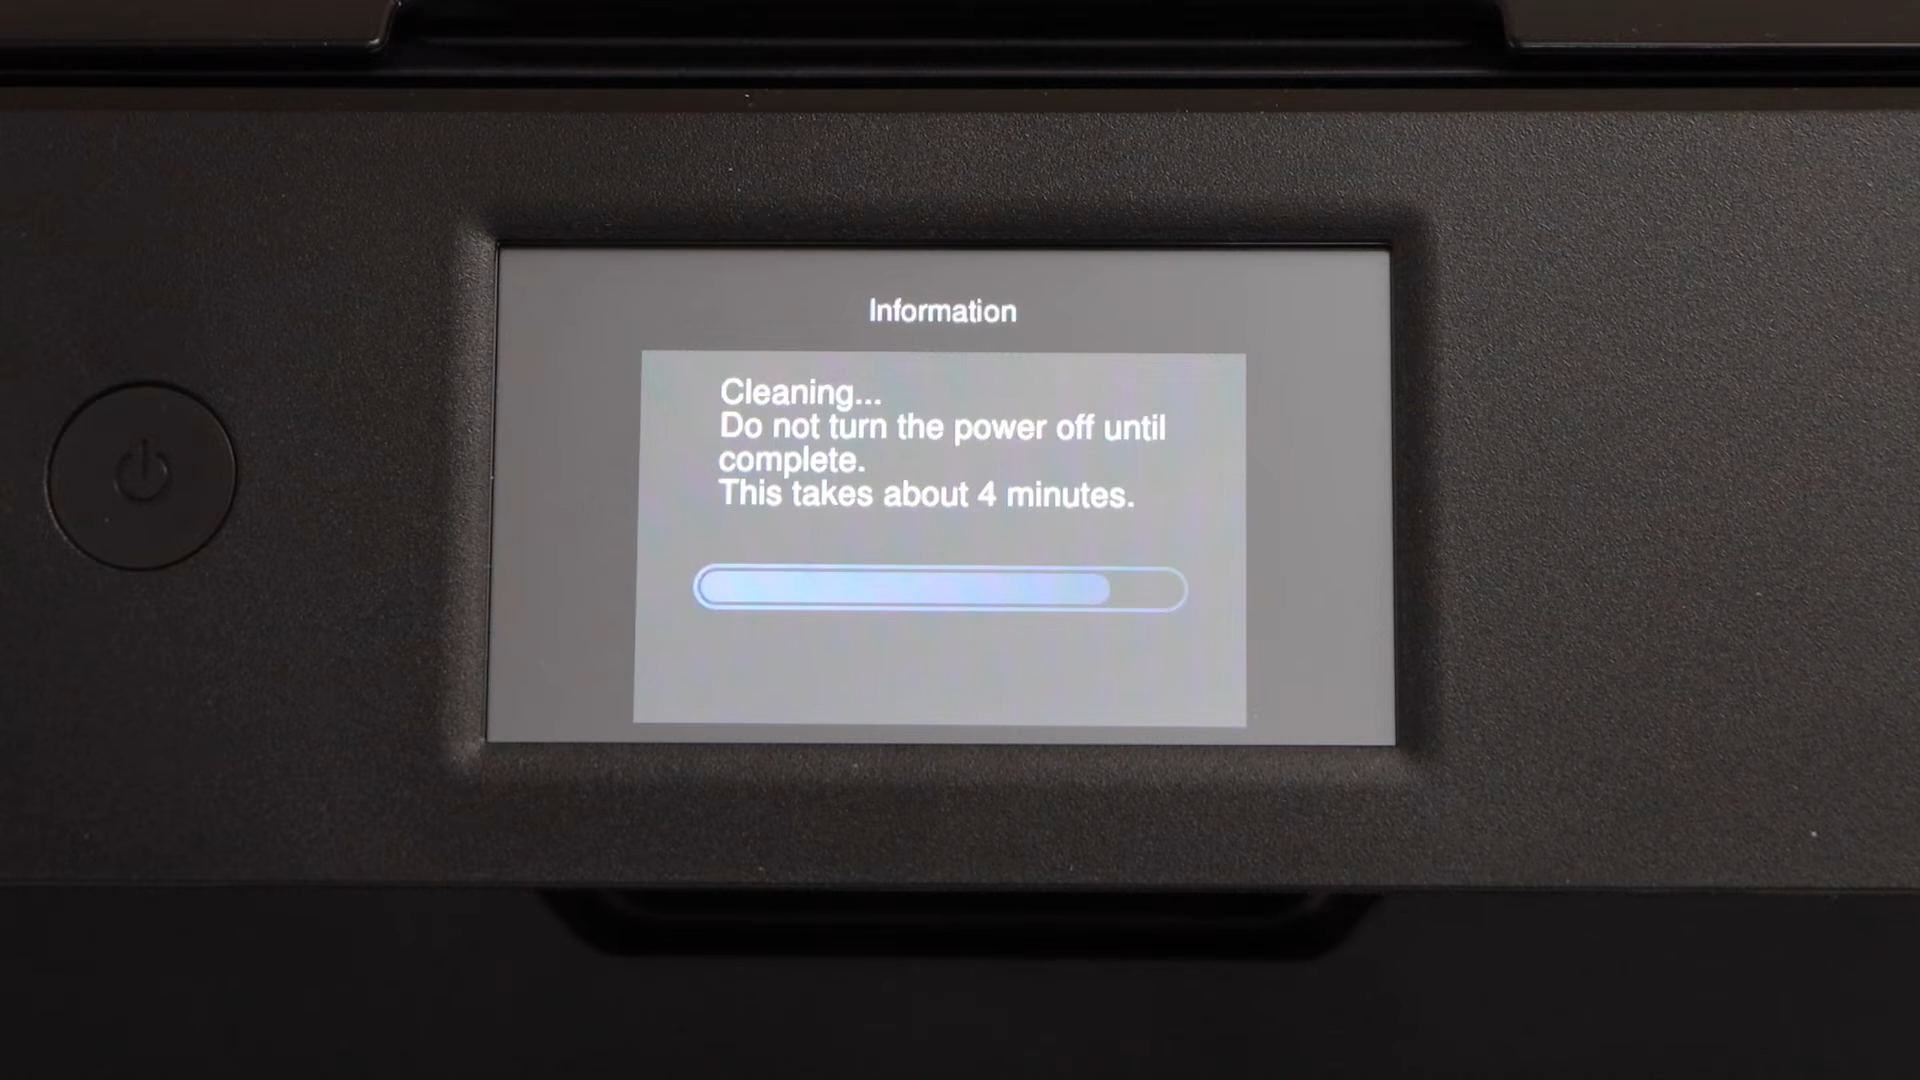 Information
Cleaning...
Do not turn the power off until
complete.
This takes about 4 minutes.